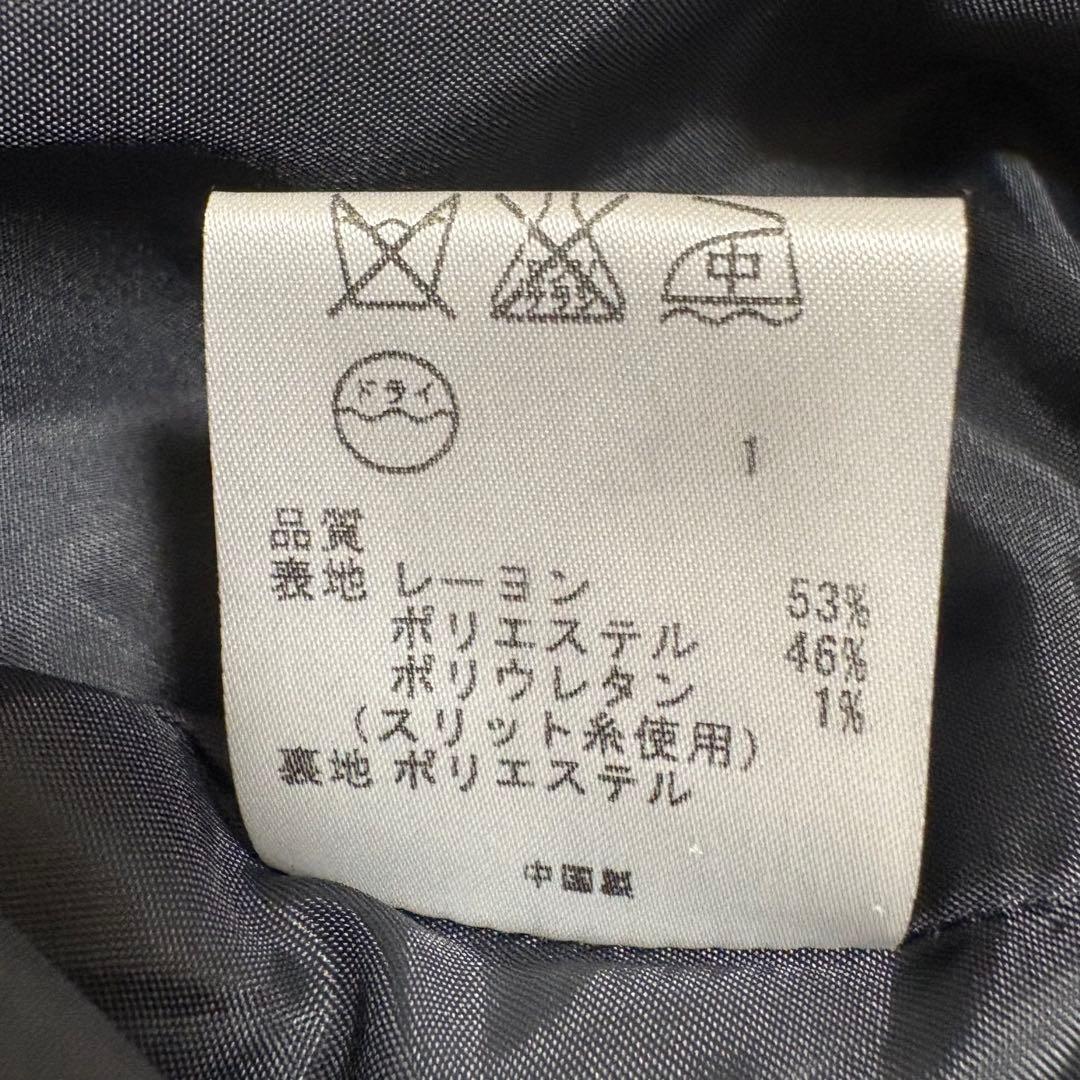 中
ドライ
1
品質
表地 レーヨン 53%
ポリエステル 46%
ポリウレタン 1%
(スリット糸使用)
裏地 ポリエステル
中国製